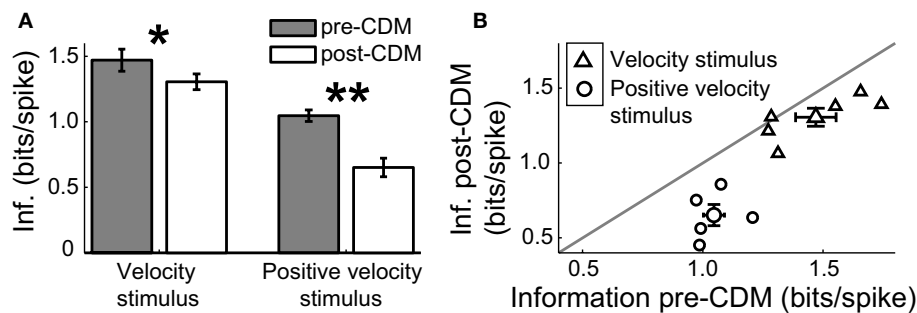 A
pre-CDM
post-CDM
*
**
Inf. (bits/spike)
1.5
1.0
0.5
0
Velocity
stimulus
Positive velocity
stimulus
B
Velocity stimulus
Positive velocity
stimulus
Inf. post-CDM
(bits/spike)
1.5
1.0
0.5
0.5
1.0
1.5
Information pre-CDM (bits/spike)